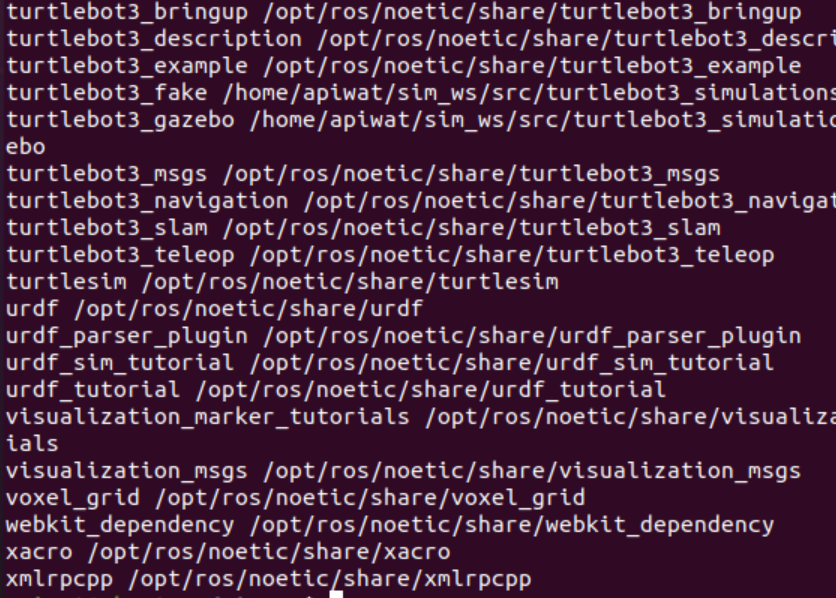 turtlebot3_bringup /opt/ros/noetic/share/turtlebot3_bringup
turtlebot3_description /opt/ros/noetic/share/turtlebot3_descri
turtlebot3_example /opt/ros/noetic/share/turtlebot3_example
turtlebot3_fake /home/apiwat/sim_ws/src/turtlebot3_simulations
turtlebot3_gazebo /home/apiwat/sim_ws/src/turtlebot3_simulatio
ebo
turtlebot3_msgs /opt/ros/noetic/share/turtlebot3_msgs
turtlebot3_navigation /opt/ros/noetic/share/turtlebot3_navigat
turtlebot3_slam /opt/ros/noetic/share/turtlebot3_slam
turtlebot3_teleop /opt/ros/noetic/share/turtlebot3_teleop
turtlesim /opt/ros/noetic/share/turtlesim
urdf /opt/ros/noetic/share/urdf
urdf_parser_plugin /opt/ros/noetic/share/urdf_parser_plugin
urdf_sim_tutorial /opt/ros/noetic/share/urdf_sim_tutorial
urdf_tutorial /opt/ros/noetic/share/urdf_tutorial
visualization_marker_tutorials /opt/ros/noetic/share/visualiza
ials
visualization_msgs /opt/ros/noetic/share/visualization_msgs
voxel_grid /opt/ros/noetic/share/voxel_grid
webkit_dependency /opt/ros/noetic/share/webkit_dependency
xacro /opt/ros/noetic/share/xacro
xmlrpcpp /opt/ros/noetic/share/xmlrpcpp